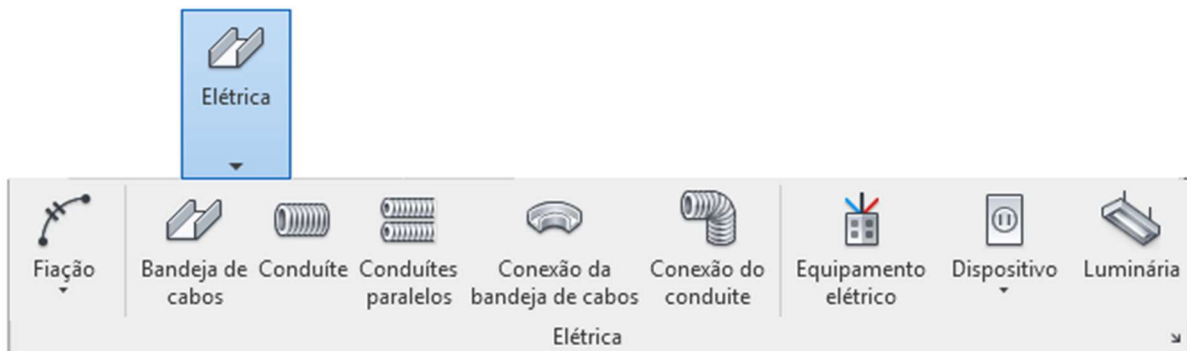 Elétrica
Fiação
Bandeja de
cabos
Conduíte
Conduítes
paralelos
Conexão da
bandeja de cabos
Conexão do
conduite
Equipamento
elétrico
Dispositivo
Luminária
Elétrica